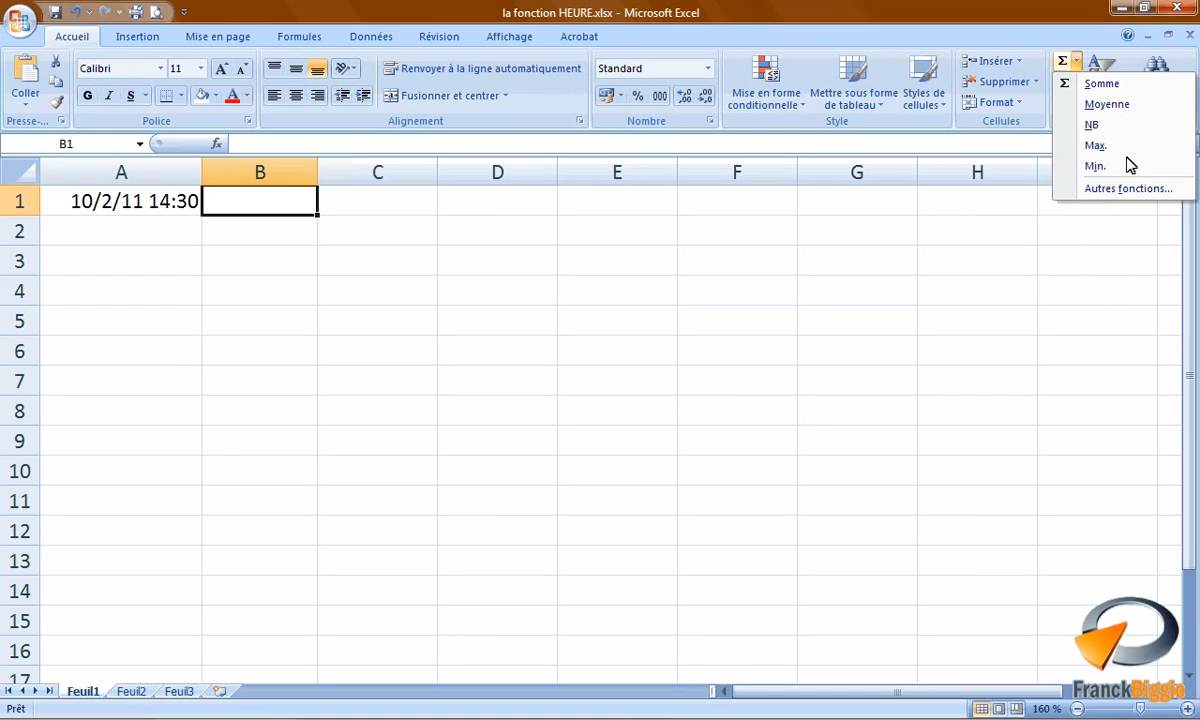 la fonction HEURE.xlsx - Microsoft Excel
Accueil Insertion Mise en page Formules Données Révision Affichage Acrobat
Calibri 11 Renvoyer à la ligne automatiquement Standard Insérer Σ
Coller G I S Fusionner et centrer % 000 Mise en forme Mettre sous forme Styles de Supprimer
conditionnelle de tableau cellules Format
Presse-... Police Alignement Nombre Style Cellules
Σ Somme
Moyenne
NB
Max.
Min.
Autres fonctions...
B1 fx
A B C D E F G H
1 10/2/11 14:30
2
3
4
5
6
7
8
9
10
11
12
13
14
15
16
17
FranckBiggio
Feuil1 Feuil2 Feuil3
Prêt 160 %